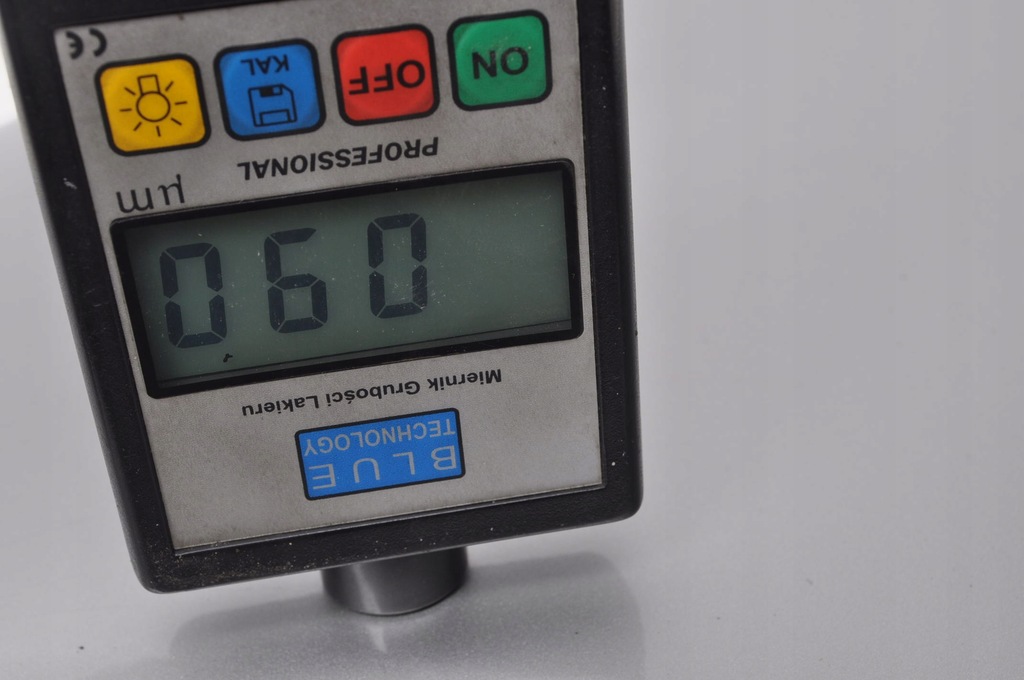 BLUE
TECHNOLOGY
Miernik Grubości Lakieru
090
µm
PROFESSIONAL
ON OFF KAL
CE